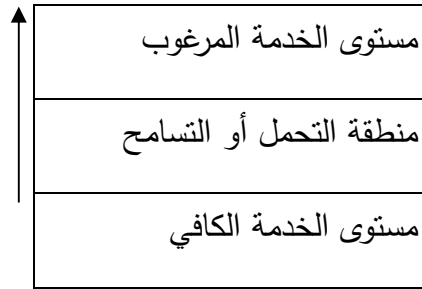 مستوى الخدمة المرغوب
منطقة التحمل أو التسامح
مستوى الخدمة الكافي